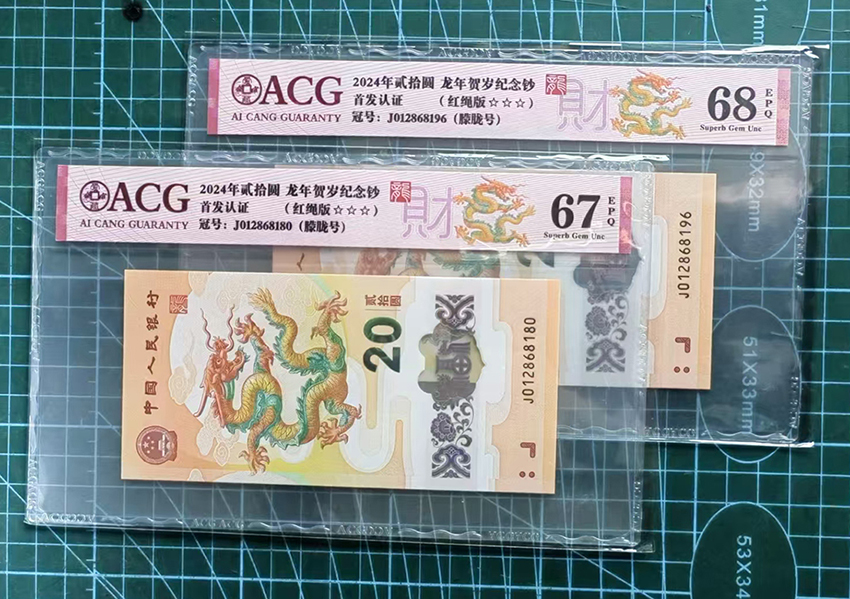 ACG
AI CANG GUARANTY
2024年贰拾圆 龙年贺岁纪念钞
首发认证 （红绳版☆☆☆）
冠号：J012868196（朦胧号）
財
68
EPQ
Superb Gem Unc
J012868196
ACG
AI CANG GUARANTY
2024年贰拾圆 龙年贺岁纪念钞
首发认证 （红绳版☆☆☆）
冠号：J012868180（朦胧号）
財
67
EPQ
Superb Gem Unc
中国人民银行
贰拾圆
20
J012868180
31mm
9X32mm
51X33mm
53X34